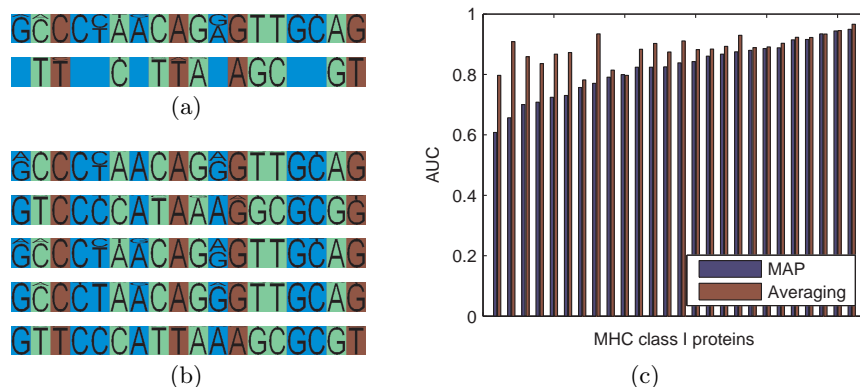 GCCCTAACAGAGTTGCAG
TT C TTA AGC GT
(a)
GCCCTAACAGGGTTGCAG
GTCCCCATAAAGGCGCGG
GCCCTAACAGGGTTGCAG
GCCCTAACAGGGTTGCAG
GTTCCCATTAAAGCGCGT
(b)
1
0.8
0.6
0.4
0.2
0
AUC
MAP
Averaging
MHC class I proteins
(c)